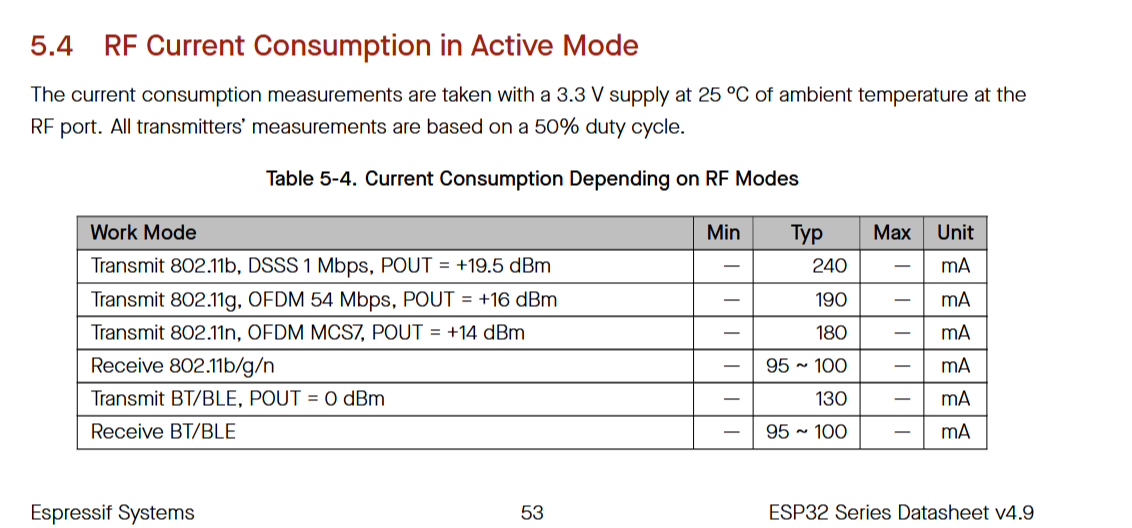 5.4 RF Current Consumption in Active Mode
The current consumption measurements are taken with a 3.3 V supply at 25 ºC of ambient temperature at the
RF port. All transmitters’ measurements are based on a 50% duty cycle.
Table 5-4. Current Consumption Depending on RF Modes
Work Mode Min Typ Max Unit
Transmit 802.11b, DSSS 1 Mbps, POUT = +19.5 dBm — 240 — mA
Transmit 802.11g, OFDM 54 Mbps, POUT = +16 dBm — 190 — mA
Transmit 802.11n, OFDM MCS7, POUT = +14 dBm — 180 — mA
Receive 802.11b/g/n — 95 ~ 100 — mA
Transmit BT/BLE, POUT = 0 dBm — 130 — mA
Receive BT/BLE — 95 ~ 100 — mA
Espressif Systems 53 ESP32 Series Datasheet v4.9